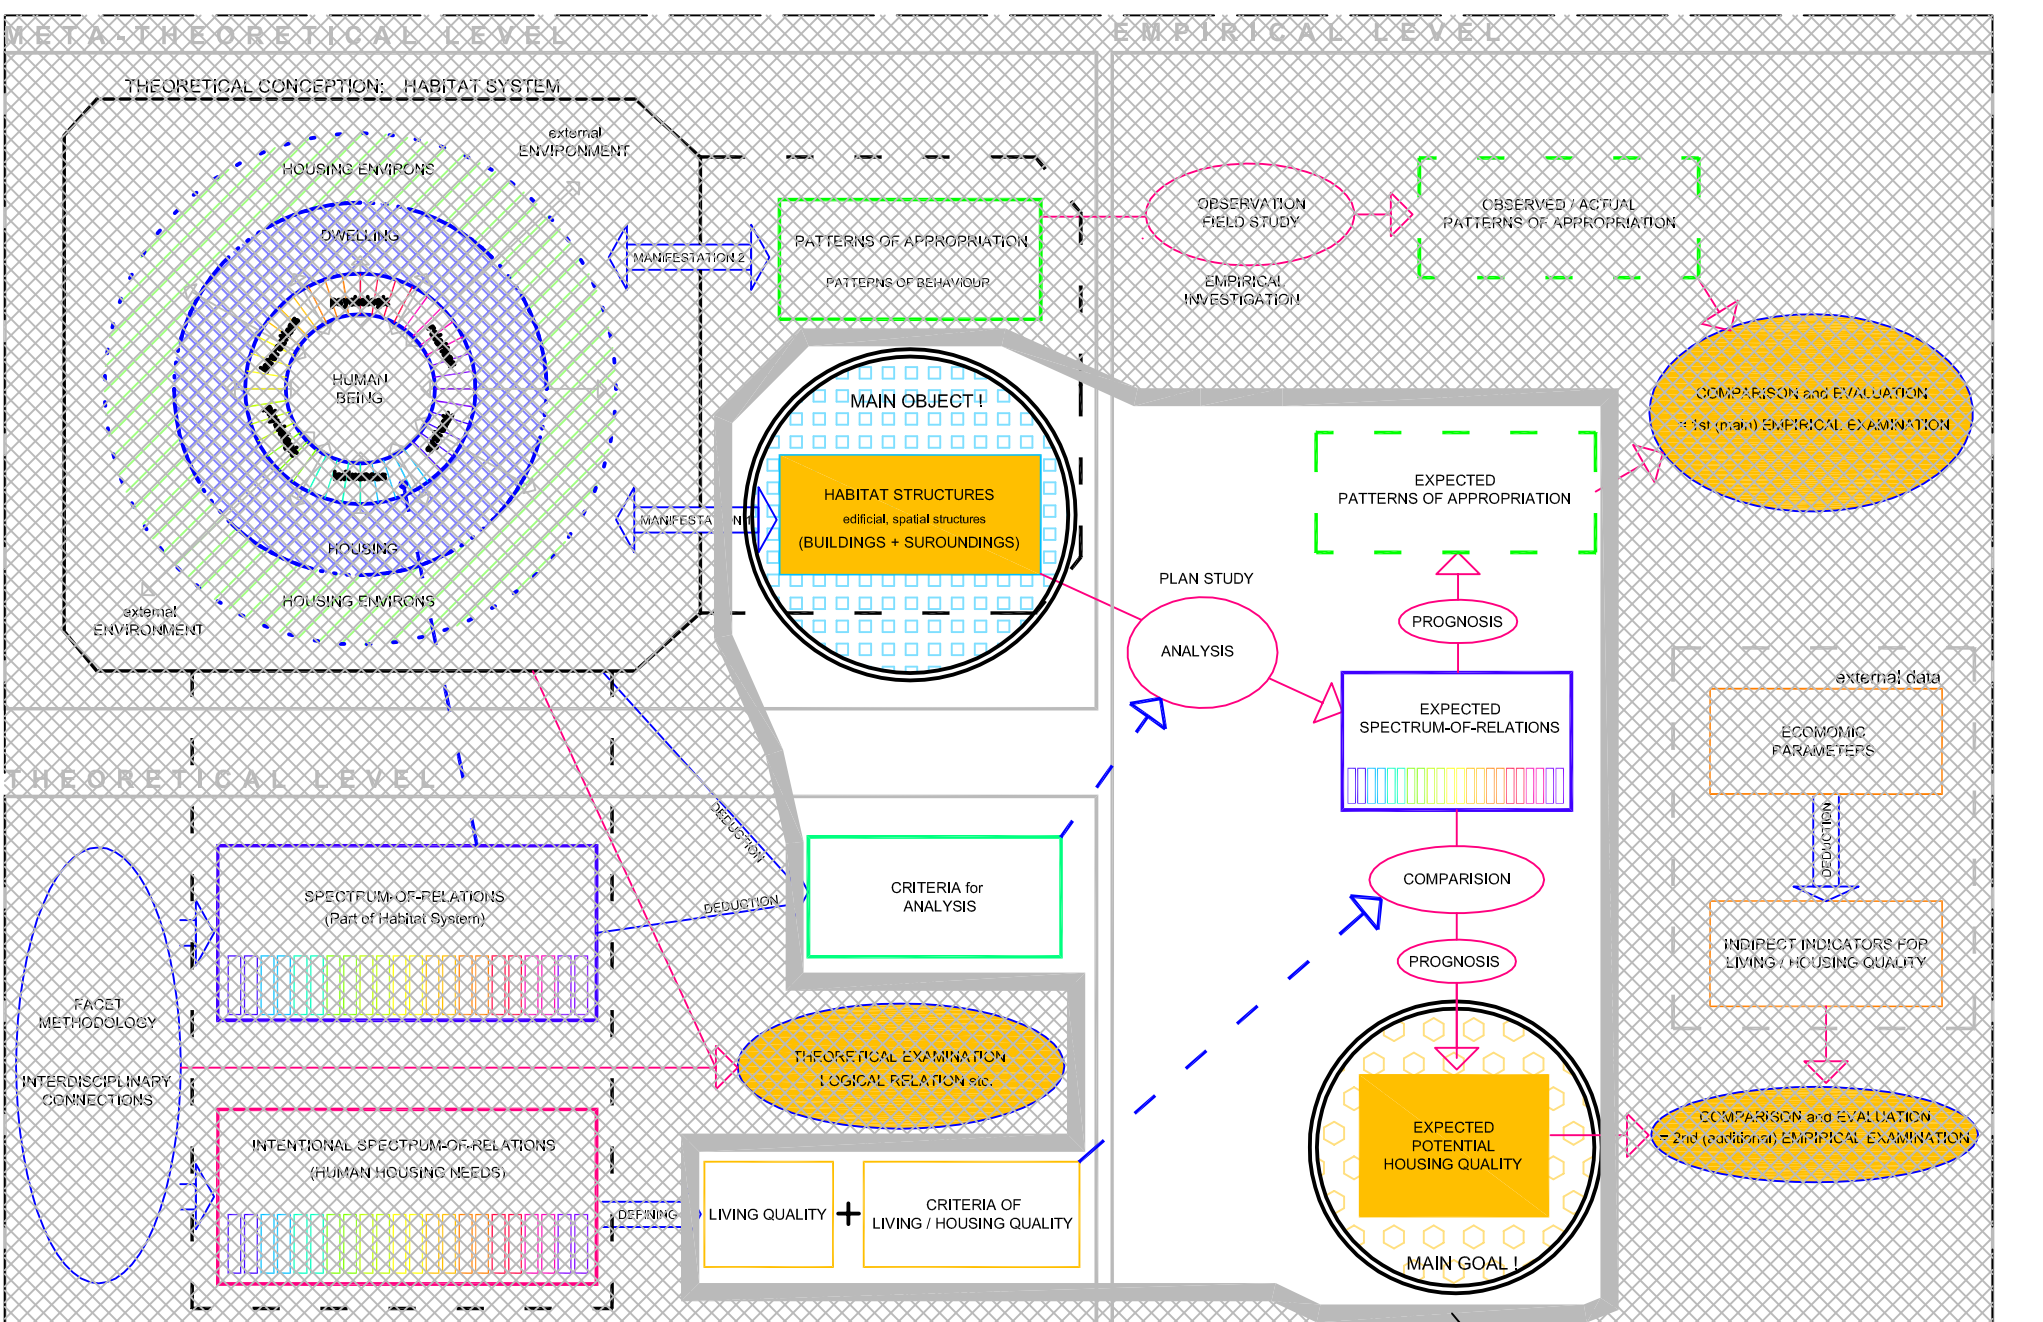 META-THEORETICAL LEVEL
EMPIRICAL LEVEL
THEORETICAL CONCEPTION: HABITAT SYSTEM
external
ENVIRONMENT
HOUSING ENVIRONS
DWELLING
HUMAN
BEING
HOUSING
HOUSING ENVIRONS
external
ENVIRONMENT
MANIFESTATION 2
PATTERNS OF APPROPRIATION
PATTERNS OF BEHAVIOUR
OBSERVATION
FIELD STUDY
EMPIRICAL
INVESTIGATION
OBSERVED / ACTUAL
PATTERNS OF APPROPRIATION
COMPARISON and EVALUATION
= 1st (main) EMPIRICAL EXAMINATION
MAIN OBJECT !
MANIFESTATION 1
HABITAT STRUCTURES
edificial, spatial structures
(BUILDINGS + SUROUNDINGS)
EXPECTED
PATTERNS OF APPROPRIATION
PLAN STUDY
ANALYSIS
PROGNOSIS
EXPECTED
SPECTRUM-OF-RELATIONS
external data
ECOMOMIC
PARAMETERS
DEDUCTION
INDIRECT INDICATORS FOR
LIVING / HOUSING QUALITY
THEORETICAL LEVEL
DEDUCTION
DEDUCTION
SPECTRUM-OF-RELATIONS
(Part of Habitat System)
CRITERIA for
ANALYSIS
COMPARISION
PROGNOSIS
FACET
METHODOLOGY
INTERDISCIPLINARY
CONNECTIONS
THEORETICAL EXAMINATION
LOGICAL RELATION etc.
INTENTIONAL SPECTRUM-OF-RELATIONS
(HUMAN HOUSING NEEDS)
DEFINING
LIVING QUALITY
+
CRITERIA OF
LIVING / HOUSING QUALITY
EXPECTED
POTENTIAL
HOUSING QUALITY
MAIN GOAL !
COMPARISON and EVALUATION
= 2nd (auditional) EMPIRICAL EXAMINATION